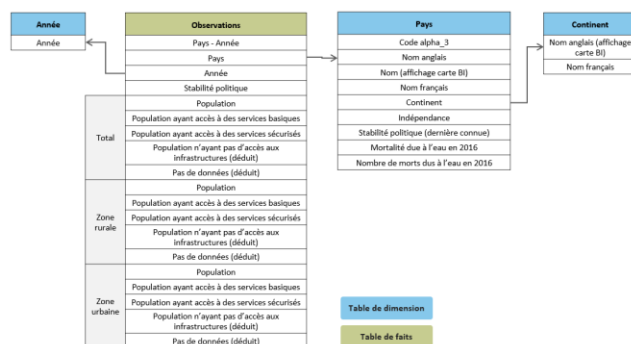 Année
Année
Observations
Pays - Année
Pays
Année
Stabilité politique
Total
Population
Population ayant accès à des services basiques
Population ayant accès à des services sécurisés
Population n'ayant pas d'accès aux
infrastructures (déduit)
Pas de données (déduit)
Zone
rurale
Population
Population ayant accès à des services basiques
Population ayant accès à des services sécurisés
Population n'ayant pas d'accès aux
infrastructures (déduit)
Pas de données (déduit)
Zone
urbaine
Population
Population ayant accès à des services basiques
Population ayant accès à des services sécurisés
Population n'ayant pas d'accès aux
infrastructures (déduit)
Pas de données (déduit)
Pays
Code alpha_3
Nom anglais
Nom (affichage carte BI)
Nom français
Continent
Indépendance
Stabilité politique (dernière connue)
Mortalité due à l'eau en 2016
Nombre de morts dus à l'eau en 2016
Continent
Nom anglais (affichage
carte BI)
Nom français
Table de dimension
Table de faits